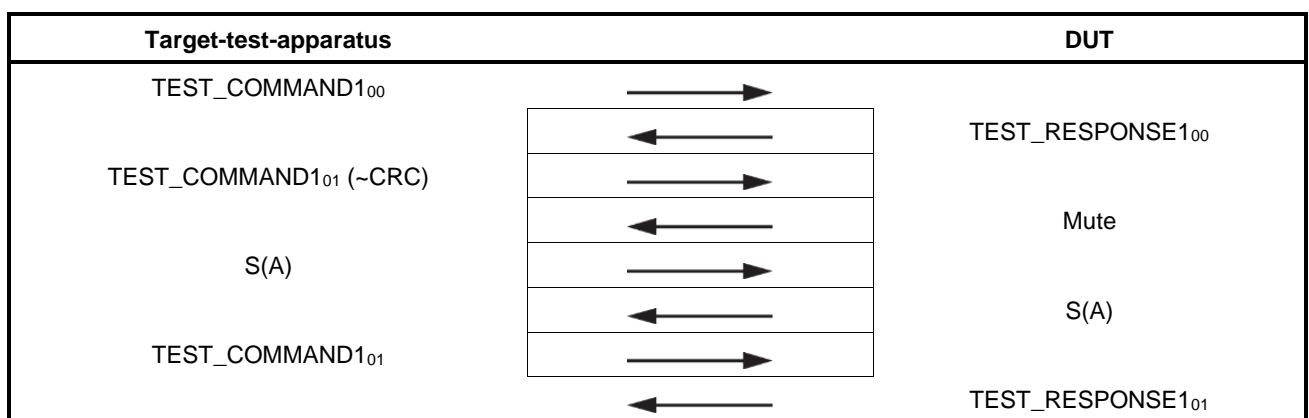 Target-test-apparatus DUT
TEST_COMMAND100
TEST_RESPONSE100
TEST_COMMAND101 (~CRC)
Mute
S(A)
S(A)
TEST_COMMAND101
TEST_RESPONSE101